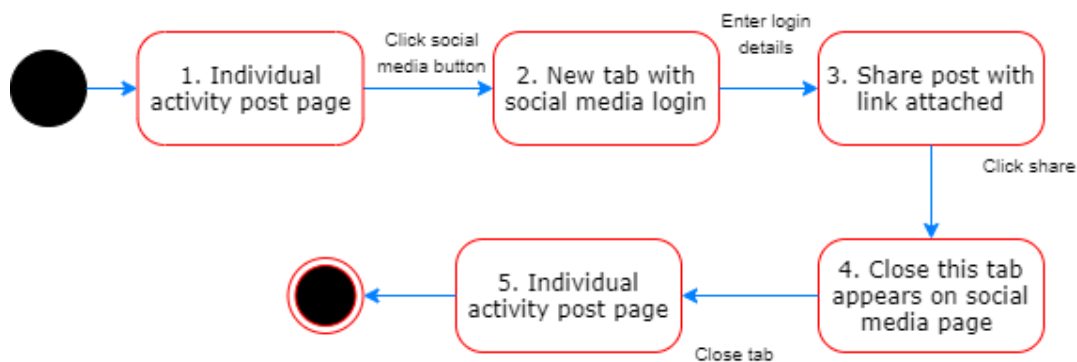 1. Individual
activity post page
Click social
media button
2. New tab with
social media login
Enter login
details
3. Share post with
link attached
Click share
4. Close this tab
appears on social
media page
Close tab
5. Individual
activity post page